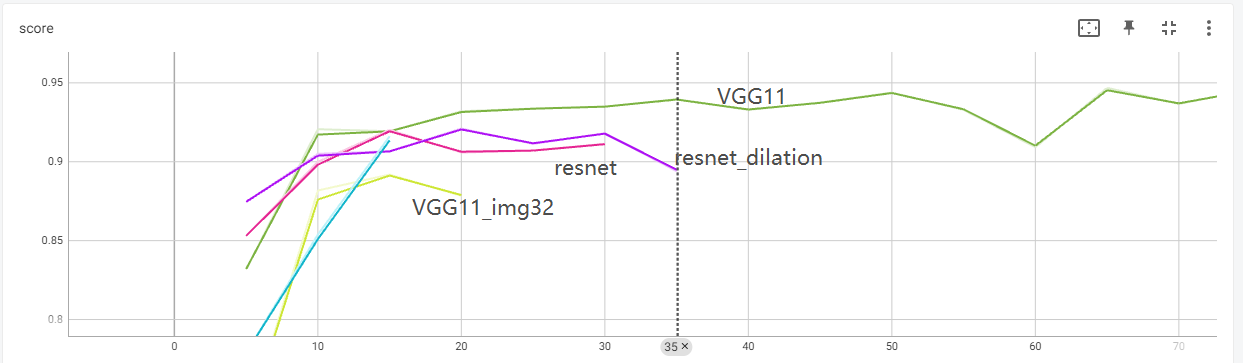 score
0.95
0.9
0.85
0.8
VGG11
resnet_dilation
resnet
VGG11_img32
0 10 20 30 35 × 40 50 60 70